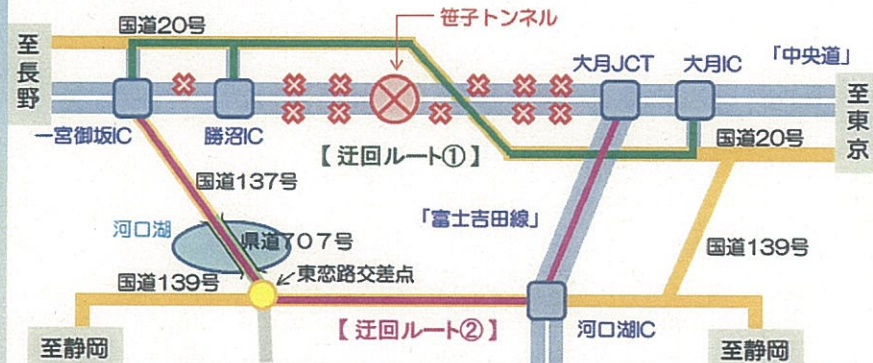 笹子トンネル
国道20号
至長野
大月JCT
大月IC
「中央道」
至東京
一宮御坂IC
勝沼IC
【迂回ルート①】
国道20号
国道137号
「富士吉田線」
河口湖
県道707号
国道139号
国道139号
東恋路交差点
【迂回ルート②】
河口湖IC
至静岡
至静岡